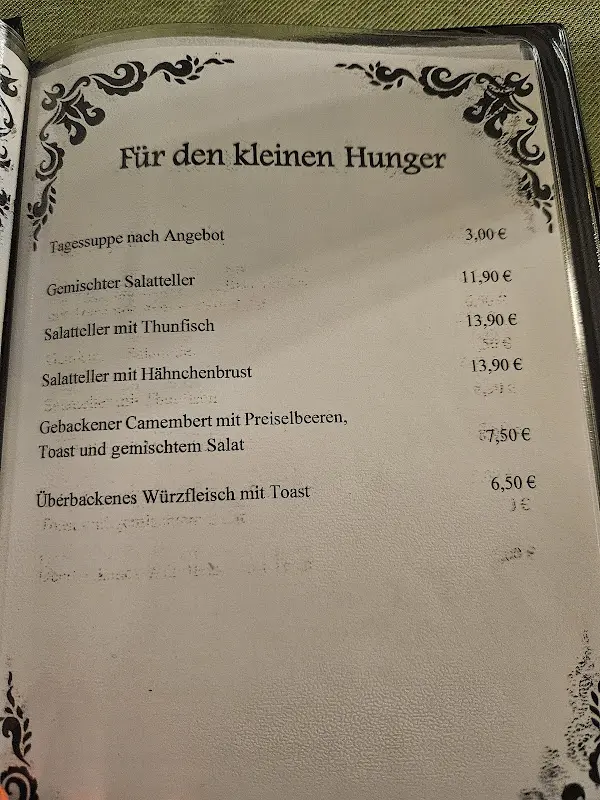 Für den kleinen Hunger
Tagessuppe nach Angebot 3,00 €
Gemischter Salatteller 11,90 €
Salatteller mit Thunfisch 13,90 €
Salatteller mit Hähnchenbrust 13,90 €
Gebackener Camembert mit Preiselbeeren,
Toast und gemischtem Salat 7,50 €
Überbackenes Würzfleisch mit Toast 6,50 €